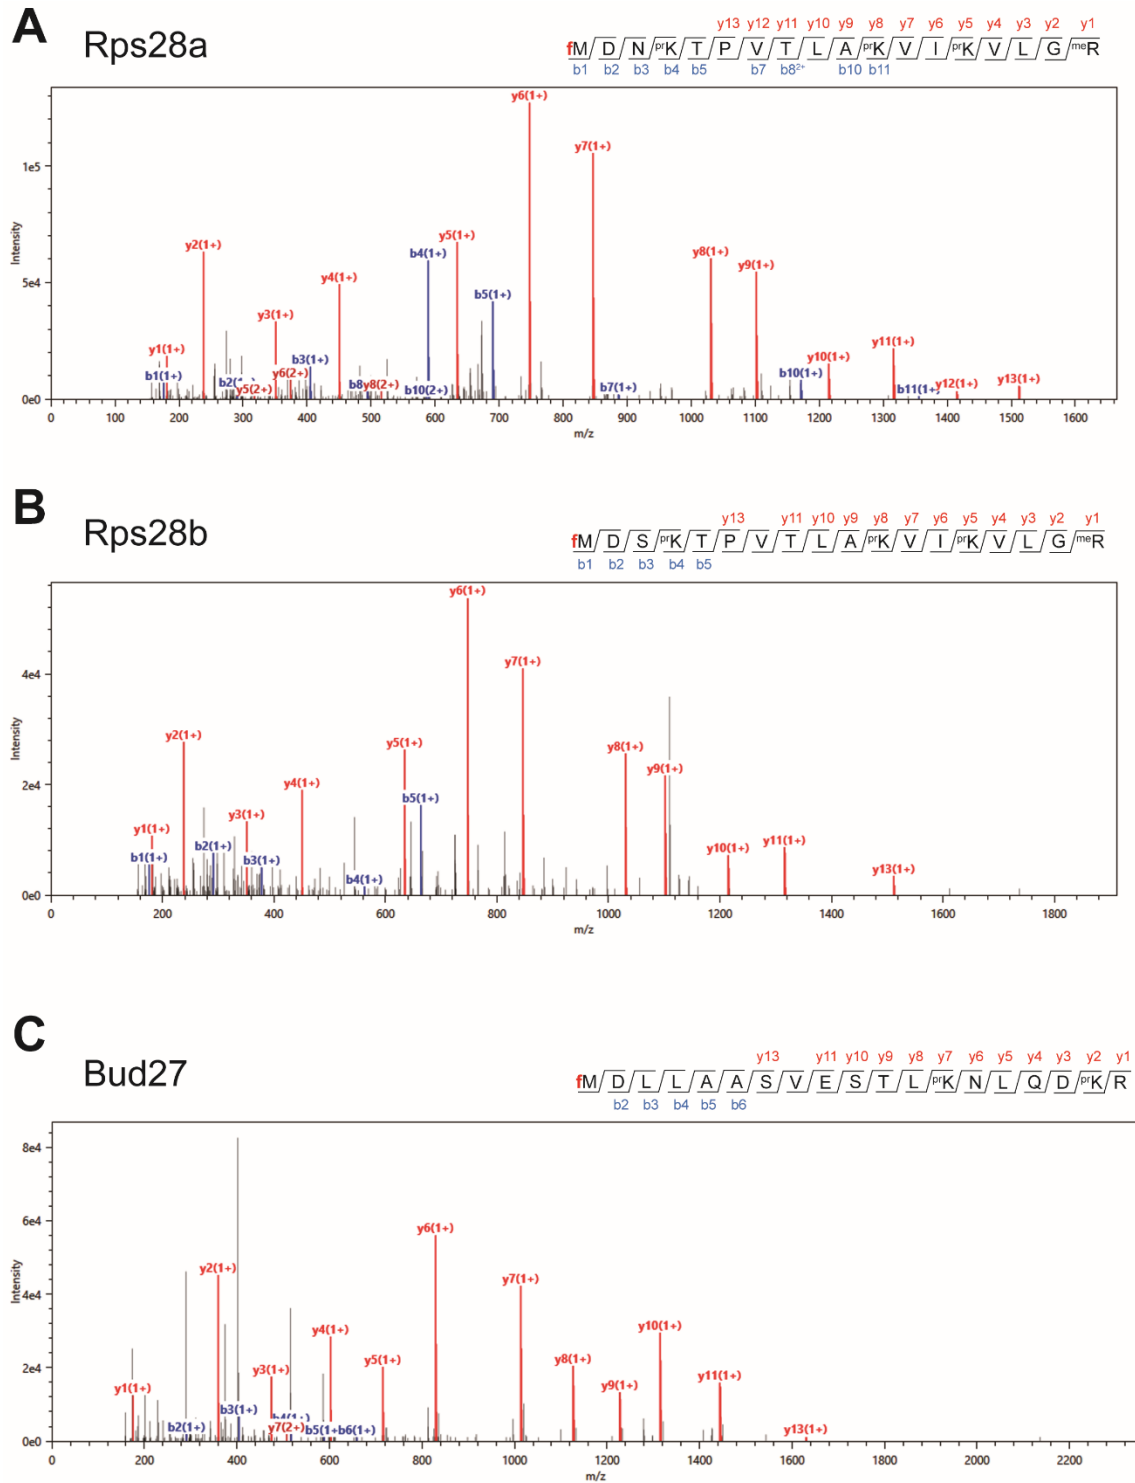 A
Rps28a
y13 y12 y11 y10 y9 y8 y7 y6 y5 y4 y3 y2 y1
fM D N prK T P V T L A prK V I prK V L G meR
b1 b2 b3 b4 b5 b7 b8²⁺ b10 b11
y6(1+)
y7(1+)
1e5
y2(1+)
y5(1+)
b4(1+)
y8(1+)
y9(1+)
y4(1+)
b5(1+)
Intensity
5e4
y3(1+)
y1(1+)
b3(1+)
y11(1+)
y10(1+)
b1(1+) y6(2+) b10(1+)
y5(2+) y8(2+) b10(2+) b7(1+) b11(1+) y12(1+) y13(1+)
0e0
0 100 200 300 400 500 600 700 800 900 1000 1100 1200 1300 1400 1500 1600
m/z
B
Rps28b
y13 y11 y10 y9 y8 y7 y6 y5 y4 y3 y2 y1
fM D S prK T P V T L A prK V I prK V L G meR
b1 b2 b3 b4 b5
y6(1+)
y7(1+)
4e4
y2(1+)
y5(1+)
y8(1+)
y9(1+)
Intensity
2e4
y4(1+)
b5(1+)
y3(1+)
y1(1+)
b2(1+)
b1(1+) b3(1+)
y10(1+) y11(1+)
b4(1+)
y13(1+)
0e0
0 200 400 600 800 1000 1200 1400 1600 1800
m/z
C
Bud27
y13 y11 y10 y9 y8 y7 y6 y5 y4 y3 y2 y1
fM D L L A A S V E S T L prK N L Q D prK R
b2 b3 b4 b5 b6
8e4
6e4
y6(1+)
y2(1+)
y7(1+)
Intensity
4e4
y4(1+)
y10(1+)
2e4
y3(1+)
y5(1+)
y8(1+)
y1(1+)
y9(1+)
y11(1+)
b3(1+)
b4(1+)
b2(1+) y7(2+) b5(1+ b6(1+) y13(1+)
0e0
0 200 400 600 800 1000 1200 1400 1600 1800 2000 2200
m/z